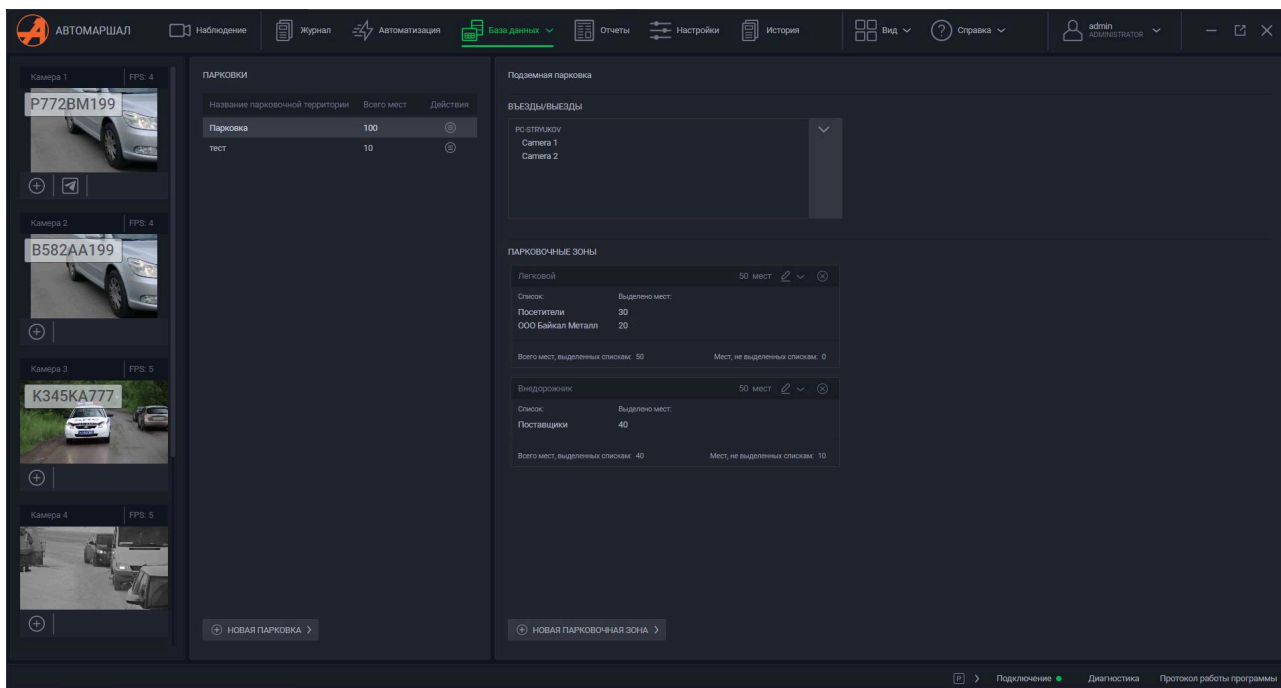 АВТОМАРШАЛ
Наблюдение
Журнал
Автоматизация
База данных
Отчеты
Настройки
История
Вид
Справка
admin
ADMINISTRATOR
Камера 1 FPS: 4
P772BM199
Камера 2 FPS: 4
B582AA199
Камера 3 FPS: 5
K345KA777
Камера 4 FPS: 5
ПАРКОВКИ
Название парковочной территории Всего мест Действия
Парковка 100
тест 10
НОВАЯ ПАРКОВКА
Подземная парковка
ВЪЕЗДЫ/ВЫЕЗДЫ
PC-STRYUKOV
Camera 1
Camera 2
ПАРКОВОЧНЫЕ ЗОНЫ
Легковой 50 мест
Список: Выделено мест:
Посетители 30
ООО Байкал Металл 20
Всего мест, выделенных спискам: 50 Мест, не выделенных спискам: 0
Внедорожник 50 мест
Список: Выделено мест:
Поставщики 40
Всего мест, выделенных спискам: 40 Мест, не выделенных спискам: 10
НОВАЯ ПАРКОВОЧНАЯ ЗОНА
P Подключение Диагностика Протокол работы программы